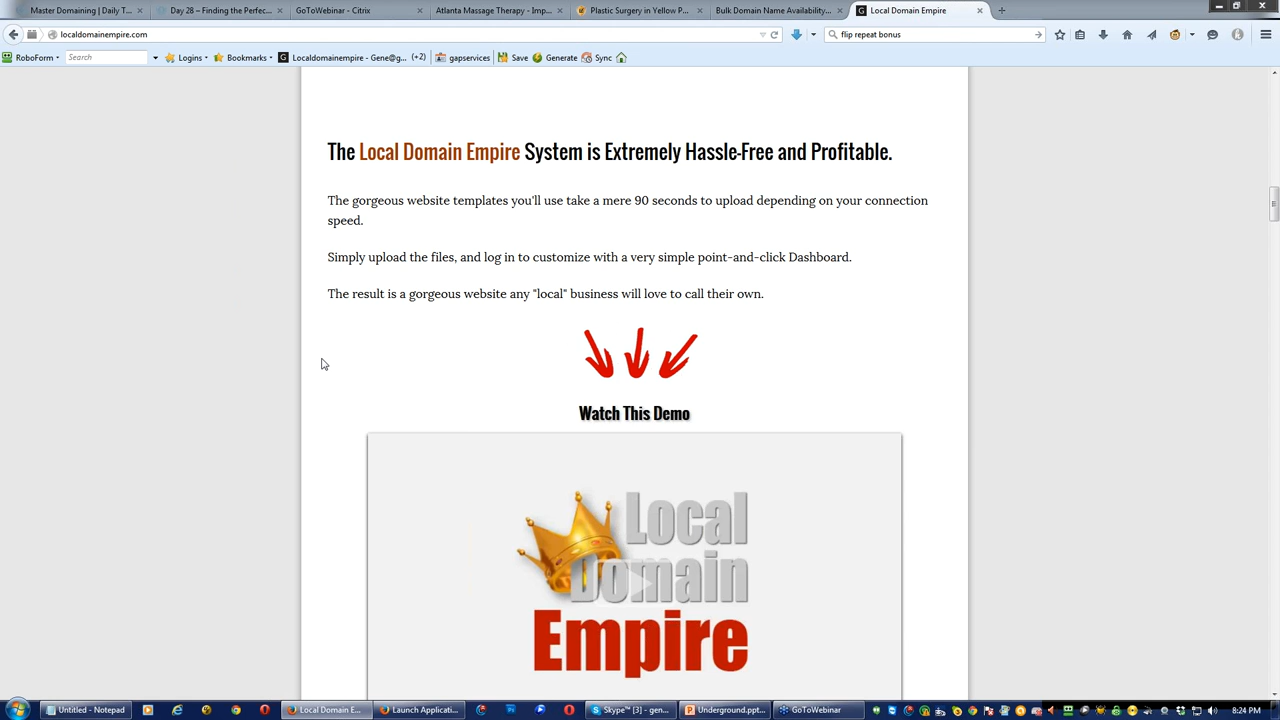 Master Domaining | Daily T...
Day 28 – Finding the Perfec...
GoToWebinar - Citrix
Atlanta Massage Therapy - Imp...
Plastic Surgery in Yellow P...
Bulk Domain Name Availability...
Local Domain Empire
localdomainempire.com
flip repeat bonus
RoboForm
Search
Logins
Bookmarks
Localdomainempire - Gene@g...
(+2)
gapservices
Save
Generate
Sync
The Local Domain Empire System is Extremely Hassle-Free and Profitable.
The gorgeous website templates you'll use take a mere 90 seconds to upload depending on your connection
speed.
Simply upload the files, and log in to customize with a very simple point-and-click Dashboard.
The result is a gorgeous website any "local" business will love to call their own.
Watch This Demo
Local
Domain
Empire
Untitled - Notepad
Local Domain E...
Launch Applicati...
Skype™ [3] - gen...
Underground.ppt...
GoToWebinar
8:24 PM